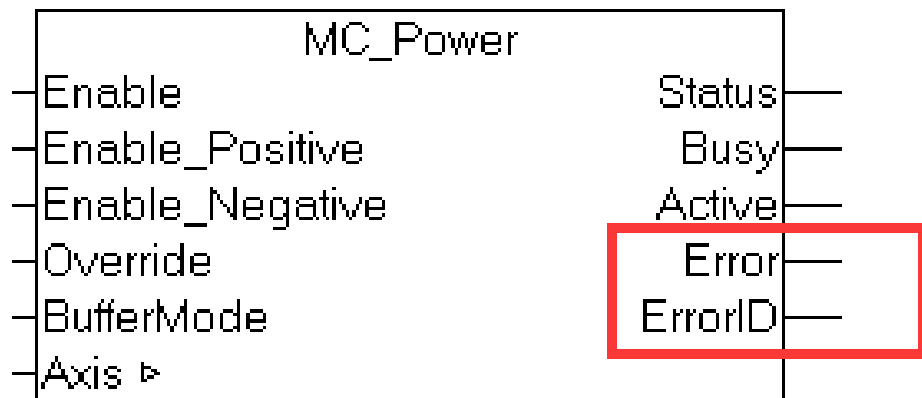 MC_Power
Enable Status
Enable_Positive Busy
Enable_Negative Active
Override Error
BufferMode ErrorID
Axis